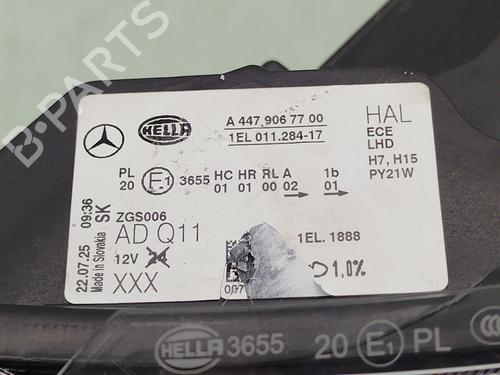 B-PARTS
HELLA
A 447 906 77 00
1EL 011.284-17
HAL
ECE
LHD
H7, H15
PY21W
PL
20
E1
3655
HC HR RL A
01 01 00 02
1b
01
22.07.25 09:36
Made in Slovakia SK
ZGS006
AD Q11
12V 24
XXX
1EL. 1888
1,0%
HELLA 3655 20 E1 PL